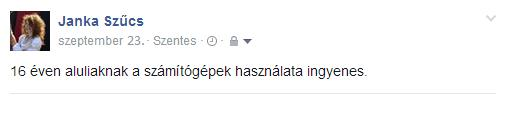 Janka Szűcs
szeptember 23. · Szentes ·
16 éven aluliaknak a számítógépek használata ingyenes.